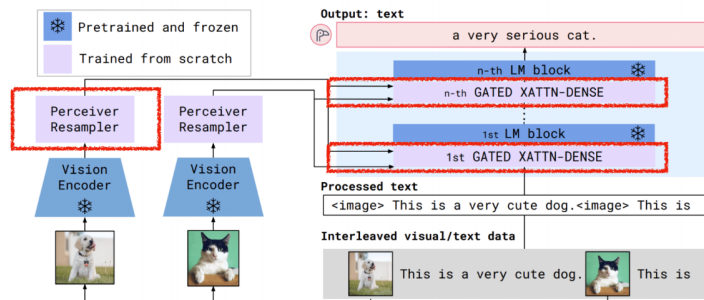 Pretrained and frozen
Trained from scratch
Output: text
a very serious cat.
n-th LM block
n-th GATED XATTN-DENSE
1st LM block
1st GATED XATTN-DENSE
Perceiver
Resampler
Perceiver
Resampler
Vision
Encoder
Vision
Encoder
Processed text
<image> This is a very cute dog.<image> This is
Interleaved visual/text data
This is a very cute dog.
This is